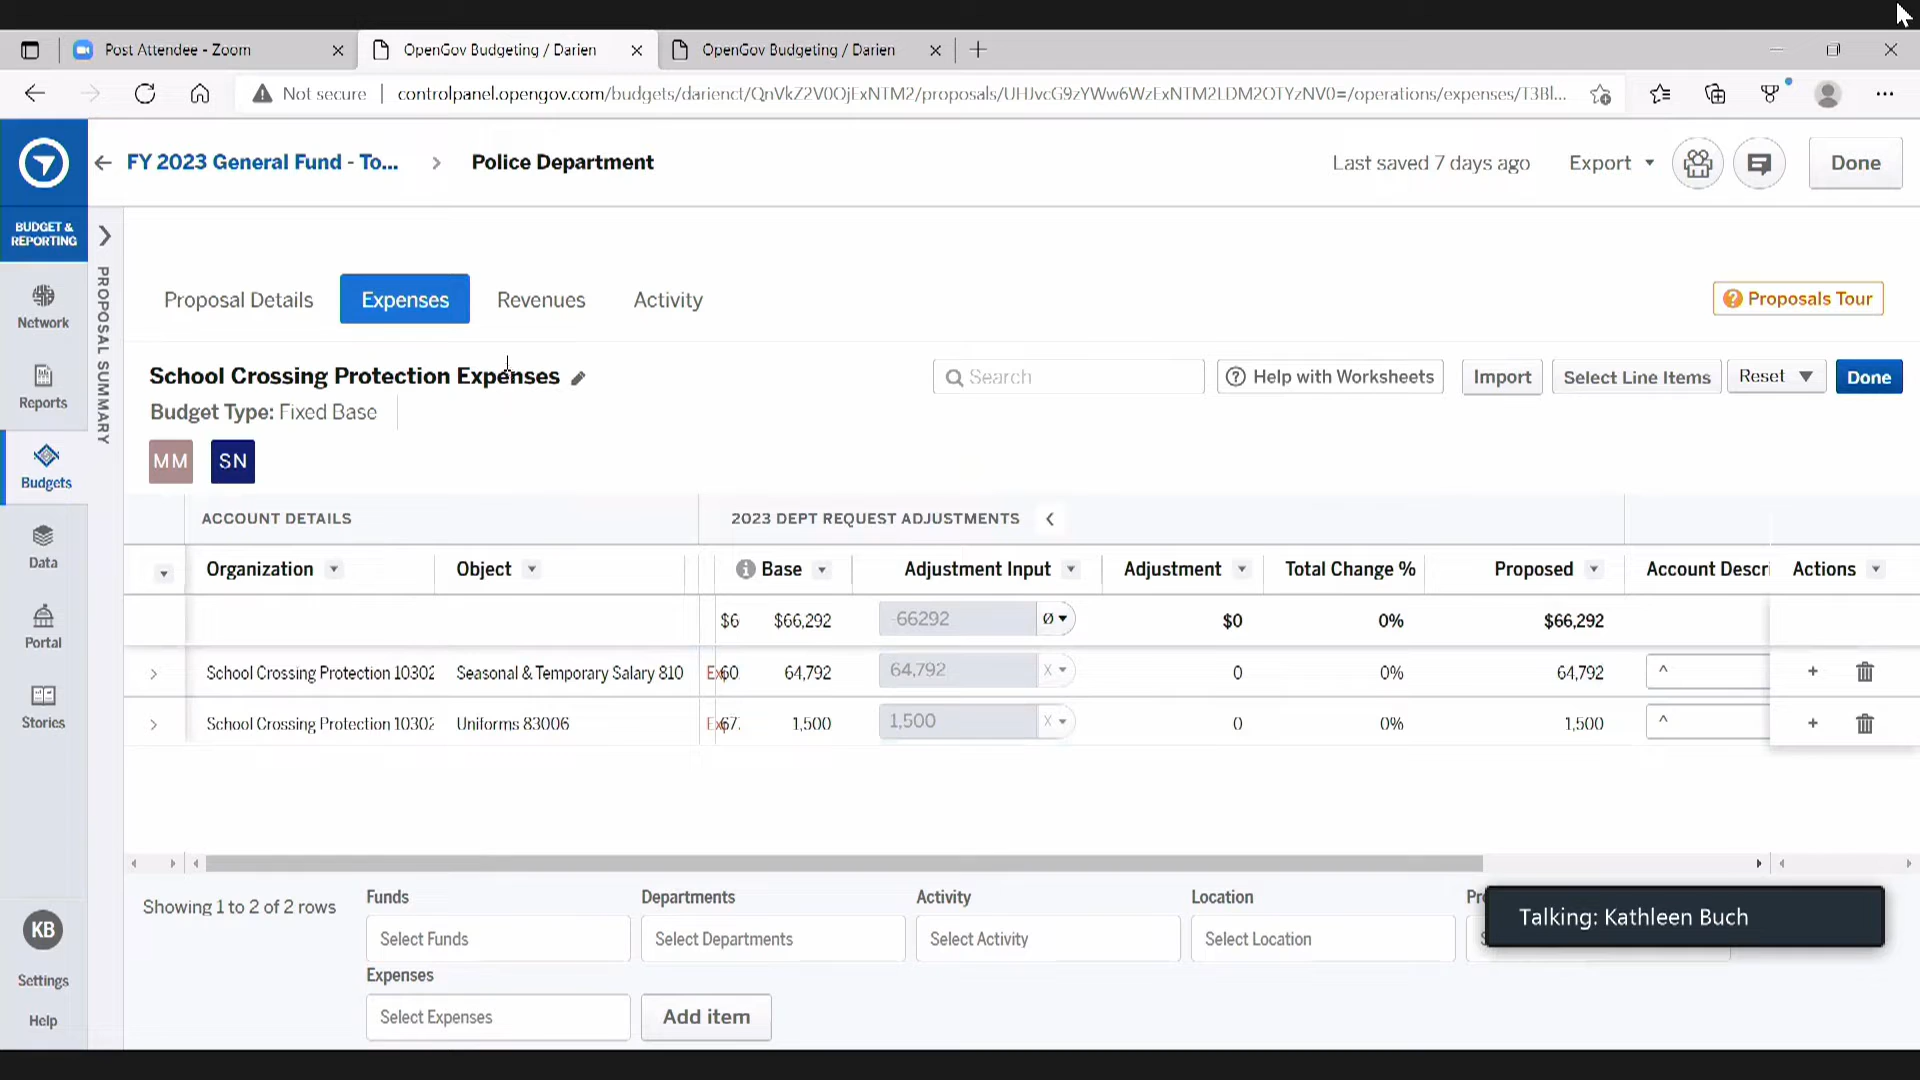 Post Attendee - Zoom
OpenGov Budgeting / Darien
OpenGov Budgeting / Darien
Not secure
controlpanel.opengov.com/budgets/darienct/QnVkZ2V0OjExNTM2/proposals/UHJvcG9zYWw6WzExNTM2LDM2OTYzNV0=/operations/expenses/T3Bl...
FY 2023 General Fund - To...
Police Department
Last saved 7 days ago
Export
Done
BUDGET &
REPORTING
Network
Reports
Budgets
Data
Portal
Stories
KB
Settings
Help
PROPOSAL SUMMARY
Proposal Details
Expenses
Revenues
Activity
Proposals Tour
School Crossing Protection Expenses
Search
Help with Worksheets
Import
Select Line Items
Reset
Done
Budget Type: Fixed Base
MM
SN
ACCOUNT DETAILS
2023 DEPT REQUEST ADJUSTMENTS
Organization
Object
Base
Adjustment Input
Adjustment
Total Change %
Proposed
Account Descri
Actions
$6 $66,292 -66292 Ø $0 0% $66,292
School Crossing Protection 10302 Seasonal & Temporary Salary 810 60 64,792 64,792 X 0 0% 64,792 ^ +
School Crossing Protection 10302 Uniforms 83006 67. 1,500 1,500 X 0 0% 1,500 ^ +
Showing 1 to 2 of 2 rows
Funds
Select Funds
Departments
Select Departments
Activity
Select Activity
Location
Select Location
Talking: Kathleen Buch
Expenses
Select Expenses
Add item